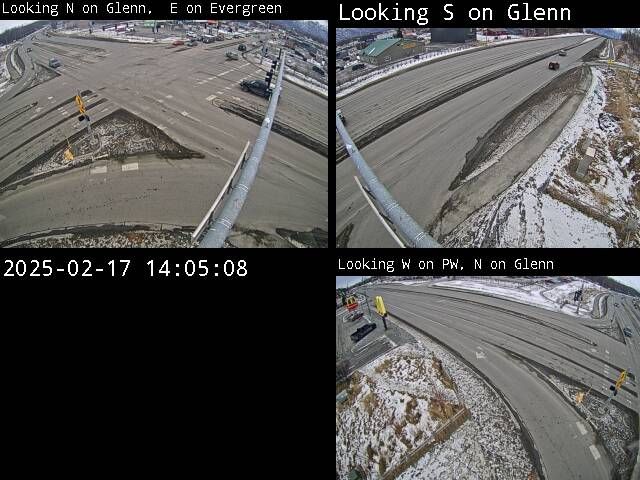 Looking N on Glenn,  E on Evergreen
Looking S on Glenn
2025-02-17 14:05:08
Looking W on PW, N on Glenn